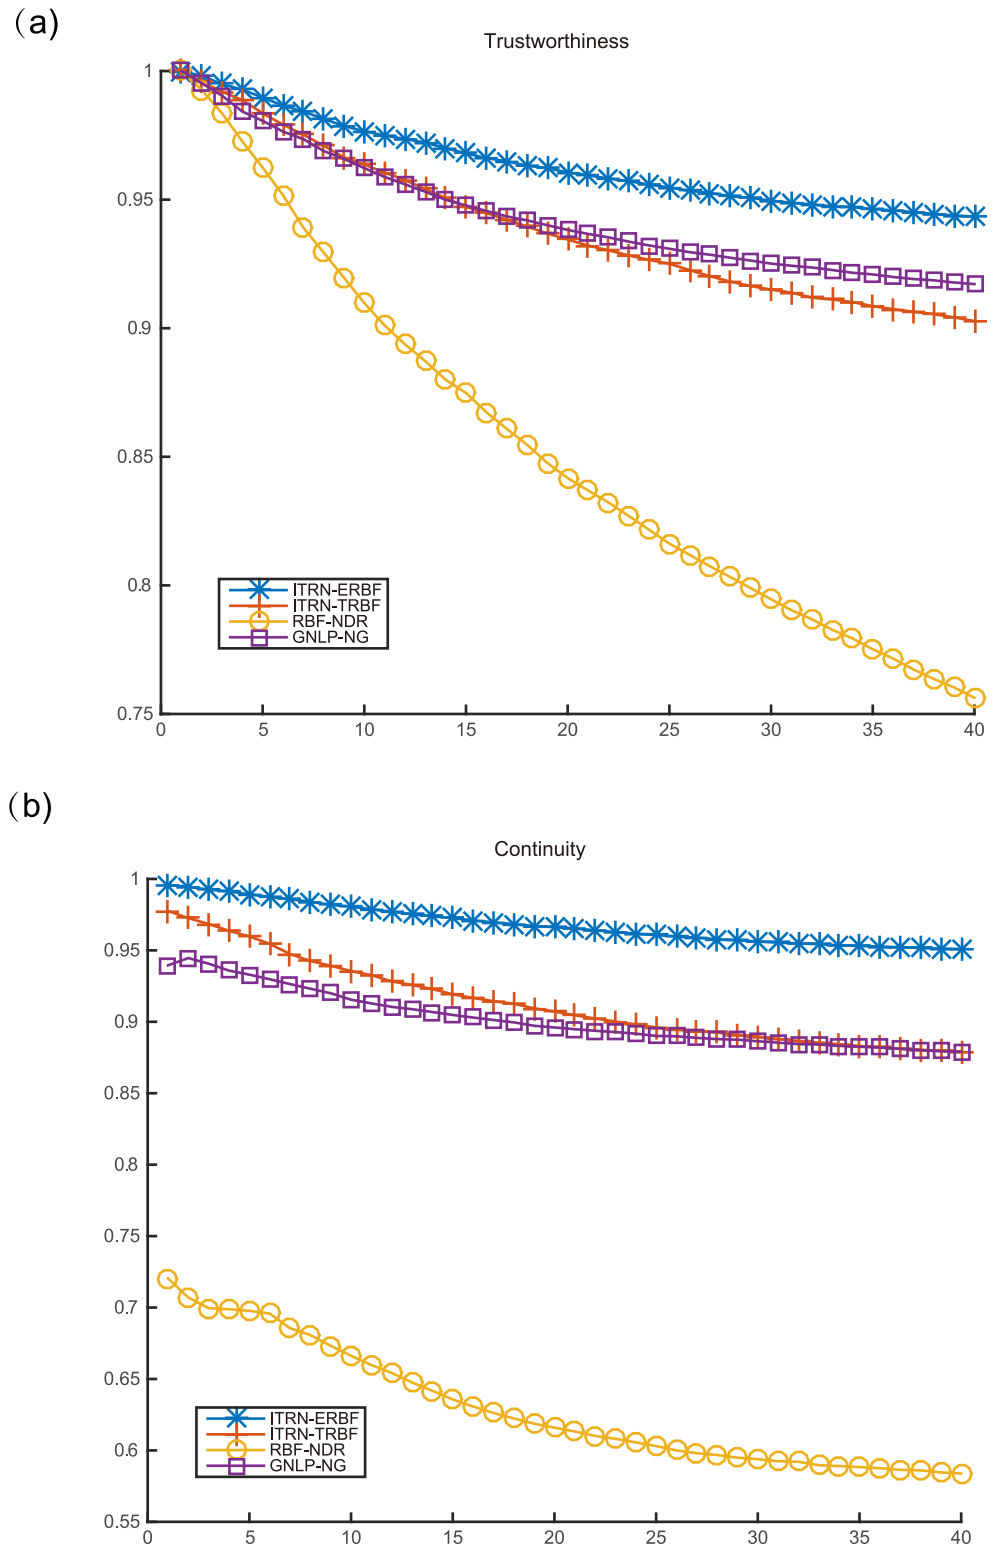 (a)
Trustworthiness
1
0.95
0.9
0.85
0.8
0.75
ITRN-ERBF
ITRN-TRBF
RBF-NDR
GNLP-NG
0 5 10 15 20 25 30 35 40
(b)
Continuity
1
0.95
0.9
0.85
0.8
0.75
0.7
0.65
0.6
0.55
ITRN-ERBF
ITRN-TRBF
RBF-NDR
GNLP-NG
0 5 10 15 20 25 30 35 40